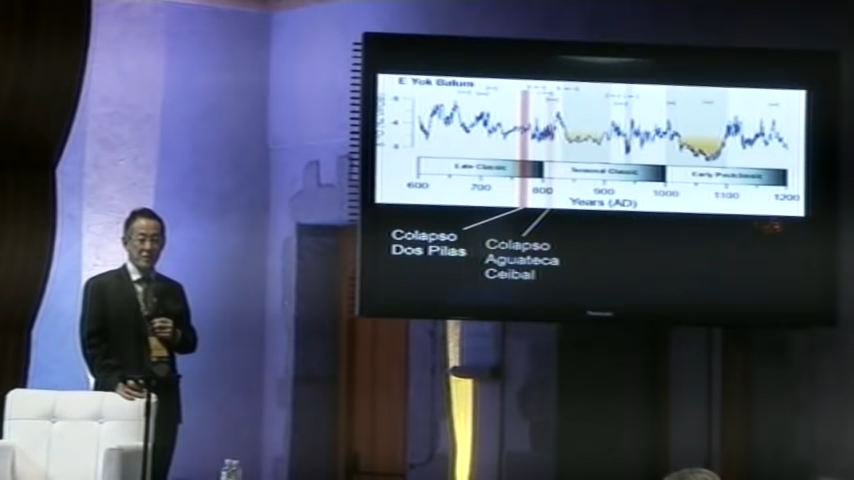 E Yok Balum
Late Classic
Terminal Classic
Early Postclassic
600 700 800 900 1000 1100 1200
Years (AD)
Colapso
Dos Pilas
Colapso
Aguateca
Ceibal
Panasonic